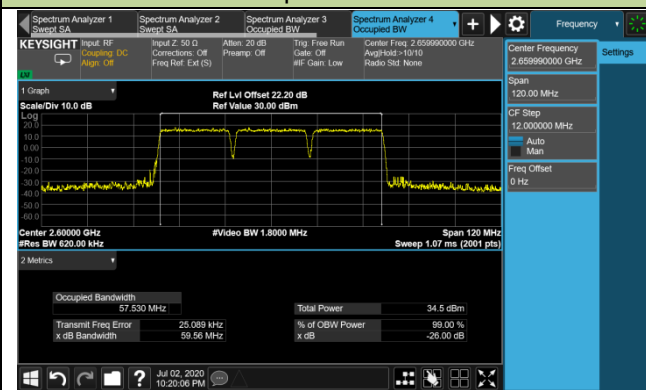 Spectrum Analyzer 1
Swept SA
Spectrum Analyzer 2
Swept SA
Spectrum Analyzer 3
Occupied BW
Spectrum Analyzer 4
Occupied BW
Frequency
KEYSIGHT
Input: RF
Coupling: DC
Align: Off
Input Z: 50 Ω
Corrections: Off
Freq Ref: Ext (S)
Atten: 20 dB
Preamp: Off
Trig: Free Run
Gate: Off
#IF Gain: Low
Center Freq: 2.659990000 GHz
Avg|Hold:>10/10
Radio Std: None
LXI
Center Frequency
2.659990000 GHz
Settings
Span
120.00 MHz
CF Step
12.000000 MHz
Auto
Man
Freq Offset
0 Hz
1 Graph
Scale/Div 10.0 dB
Ref Lvl Offset 22.20 dB
Ref Value 30.00 dBm
Log
20.0
10.0
0.00
-10.0
-20.0
-30.0
-40.0
-50.0
-60.0
Center 2.60000 GHz
#Res BW 620.00 kHz
#Video BW 1.8000 MHz
Span 120 MHz
Sweep 1.07 ms (2001 pts)
2 Metrics
Occupied Bandwidth
57.530 MHz
Total Power
34.5 dBm
Transmit Freq Error
25.089 kHz
% of OBW Power
99.00 %
x dB Bandwidth
59.56 MHz
x dB
-26.00 dB
?
Jul 02, 2020
10:20:06 PM